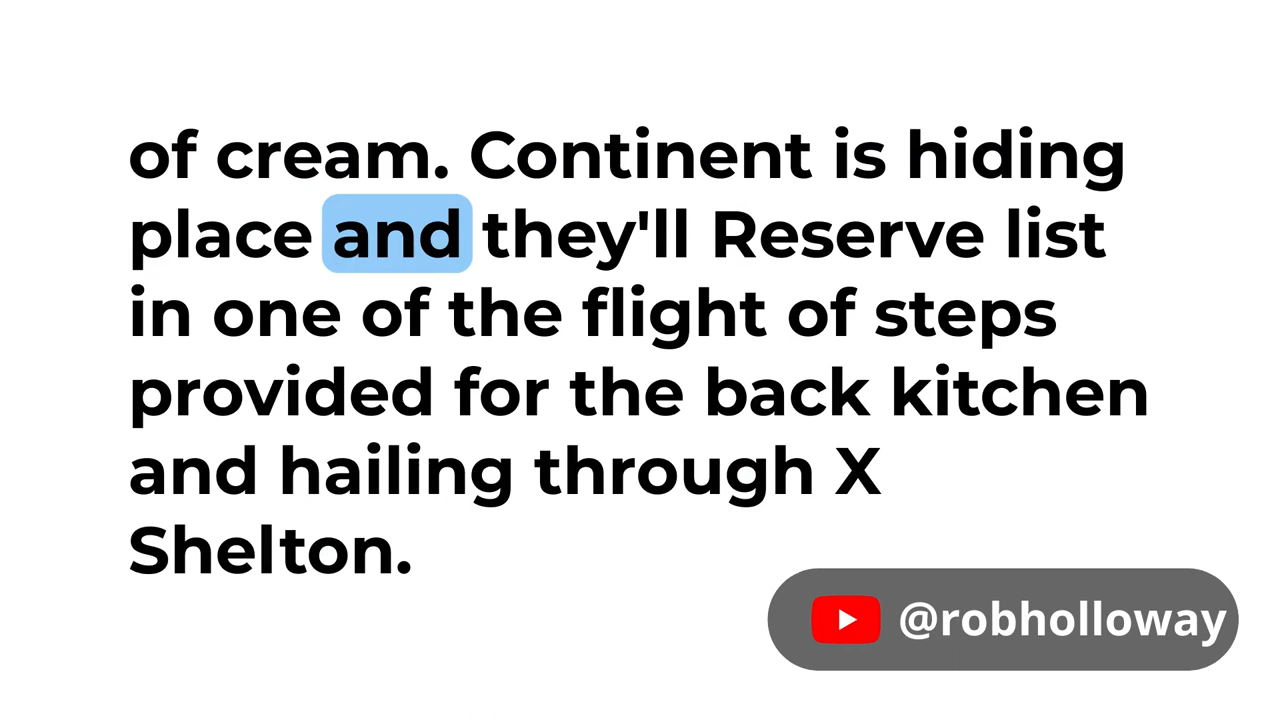 of cream. Continent is hiding
place and they'll Reserve list
in one of the flight of steps
provided for the back kitchen
and hailing through X
Shelton.
@robholloway